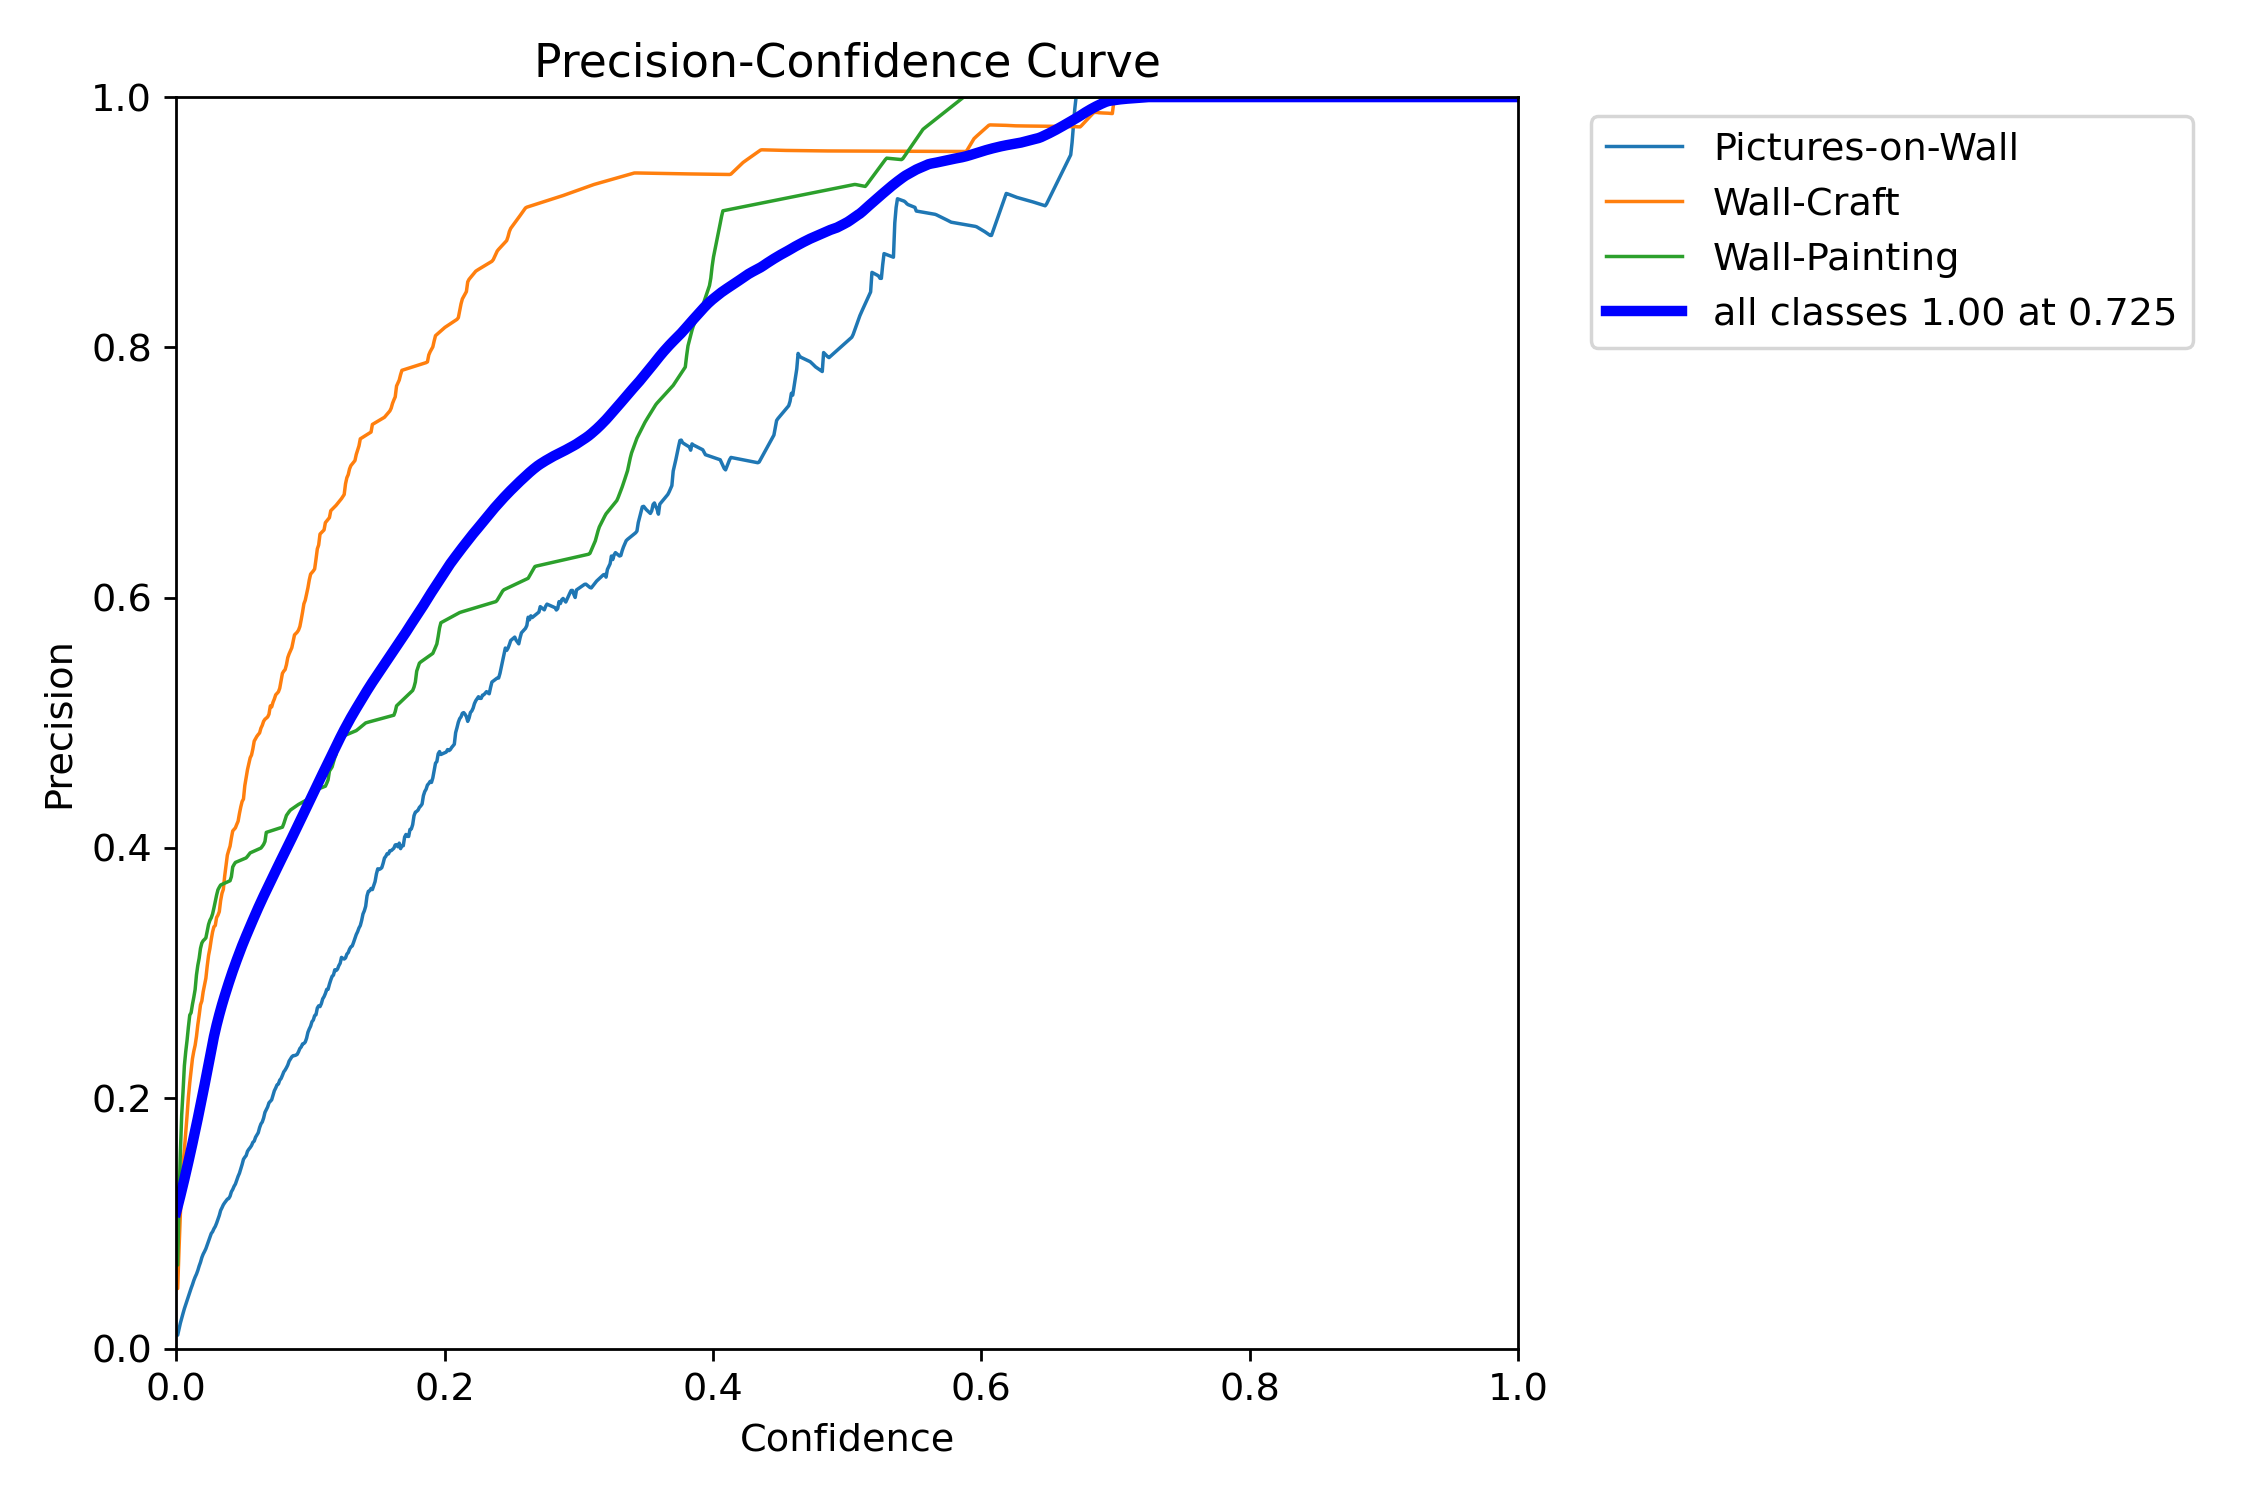 Precision-Confidence Curve
1.0
0.8
0.6
0.4
0.2
0.0
Precision
0.0 0.2 0.4 0.6 0.8 1.0
Confidence
Pictures-on-Wall
Wall-Craft
Wall-Painting
all classes 1.00 at 0.725